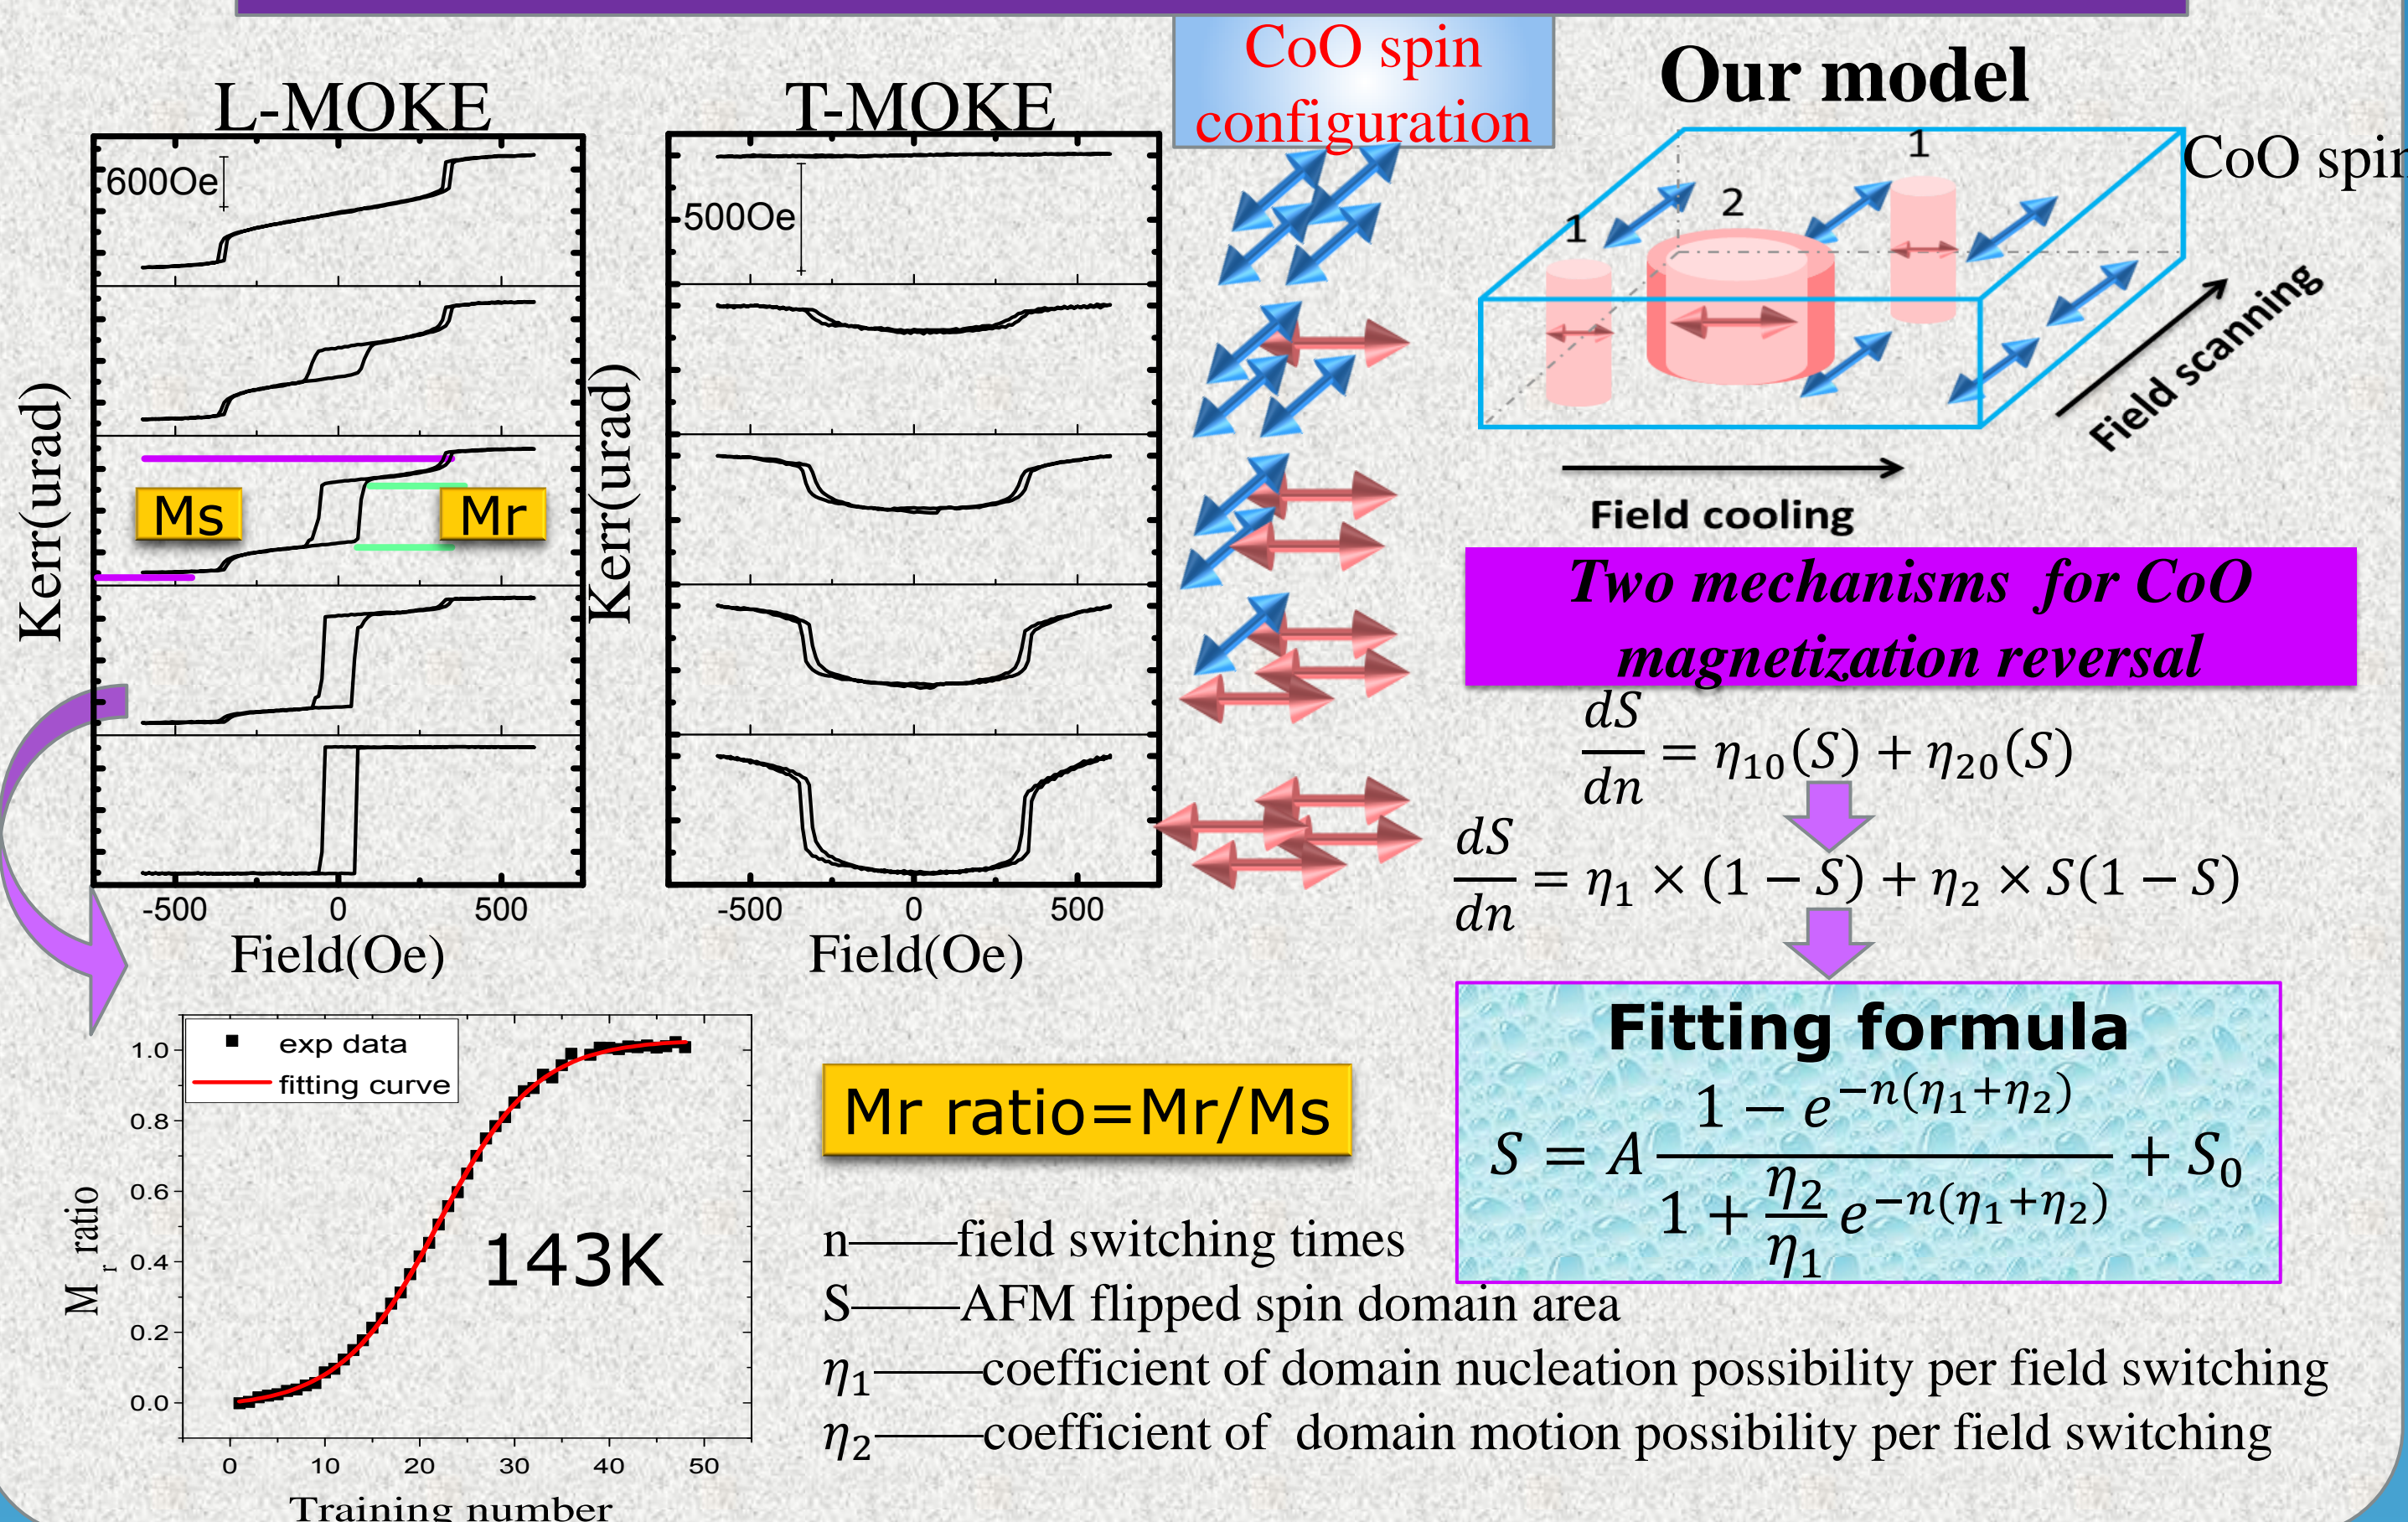 L-MOKE
600Oe
Kerr(urad)
Ms
Mr
-500 0 500
Field(Oe)
T-MOKE
500Oe
Kerr(urad)
-500 0 500
Field(Oe)
CoO spin
configuration
Our model
CoO spin
1
2
1
Field scanning
Field cooling
Two mechanisms for CoO
magnetization reversal
dS/dn = η₁₀(S) + η₂₀(S)
dS/dn = η₁ × (1 − S) + η₂ × S(1 − S)
Fitting formula
S = A (1 − e^{−n(η₁+η₂)}) / (1 + (η₂/η₁) e^{−n(η₁+η₂)}) + S₀
exp data
fitting curve
1.0
0.8
0.6
0.4
0.2
0.0
Mr ratio
143K
0 10 20 30 40 50
Training number
Mr ratio=Mr/Ms
n——field switching times
S——AFM flipped spin domain area
η₁——coefficient of domain nucleation possibility per field switching
η₂——coefficient of domain motion possibility per field switching